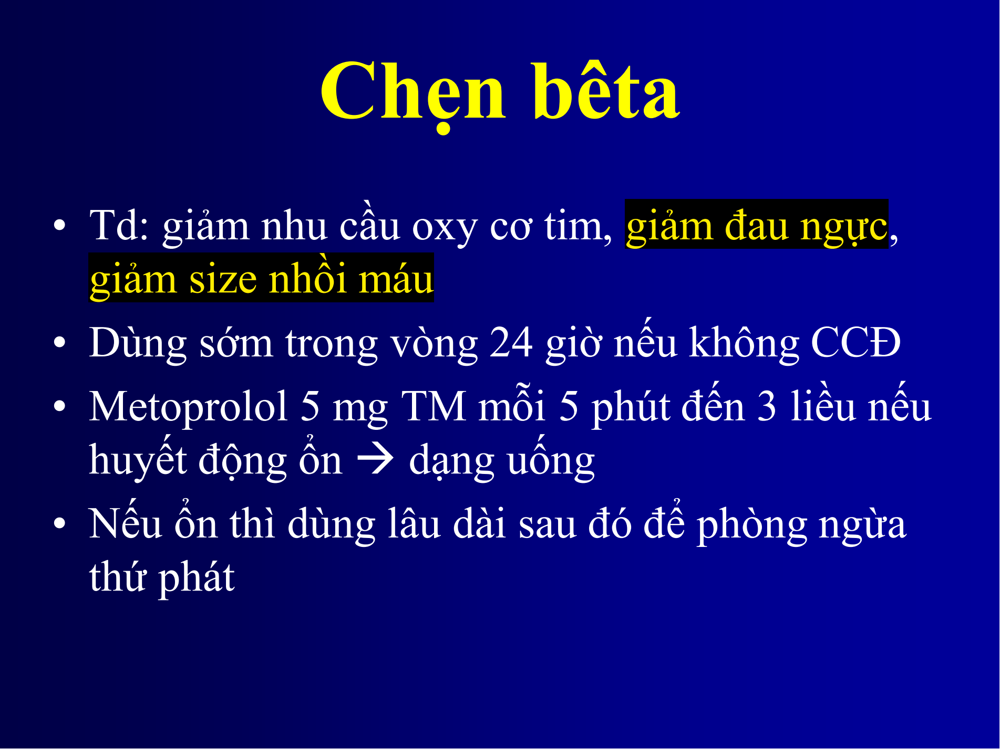 Chẹn bêta
• Td: giảm nhu cầu oxy cơ tim, giảm đau ngực,
giảm size nhồi máu
• Dùng sớm trong vòng 24 giờ nếu không CCĐ
• Metoprolol 5 mg TM mỗi 5 phút đến 3 liều nếu
huyết động ổn → dạng uống
• Nếu ổn thì dùng lâu dài sau đó để phòng ngừa
thứ phát